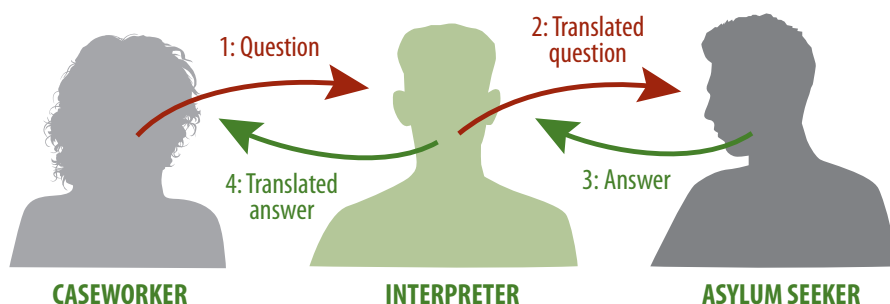 1: Question
2: Translated
question
4: Translated
answer
3: Answer
CASEWORKER
INTERPRETER
ASYLUM SEEKER